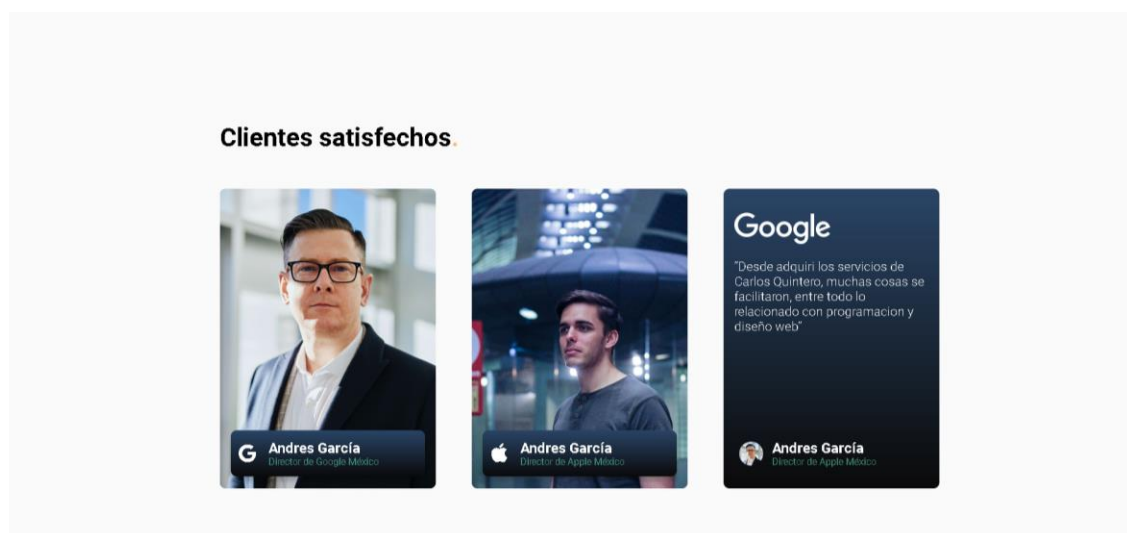 Clientes satisfechos.
G Andres García
Director de Google México
Andres García
Director de Apple México
Google
"Desde adquiri los servicios de
Carlos Quintero, muchas cosas se
facilitaron, entre todo lo
relacionado con programacion y
diseño web"
Andres García
Director de Apple México